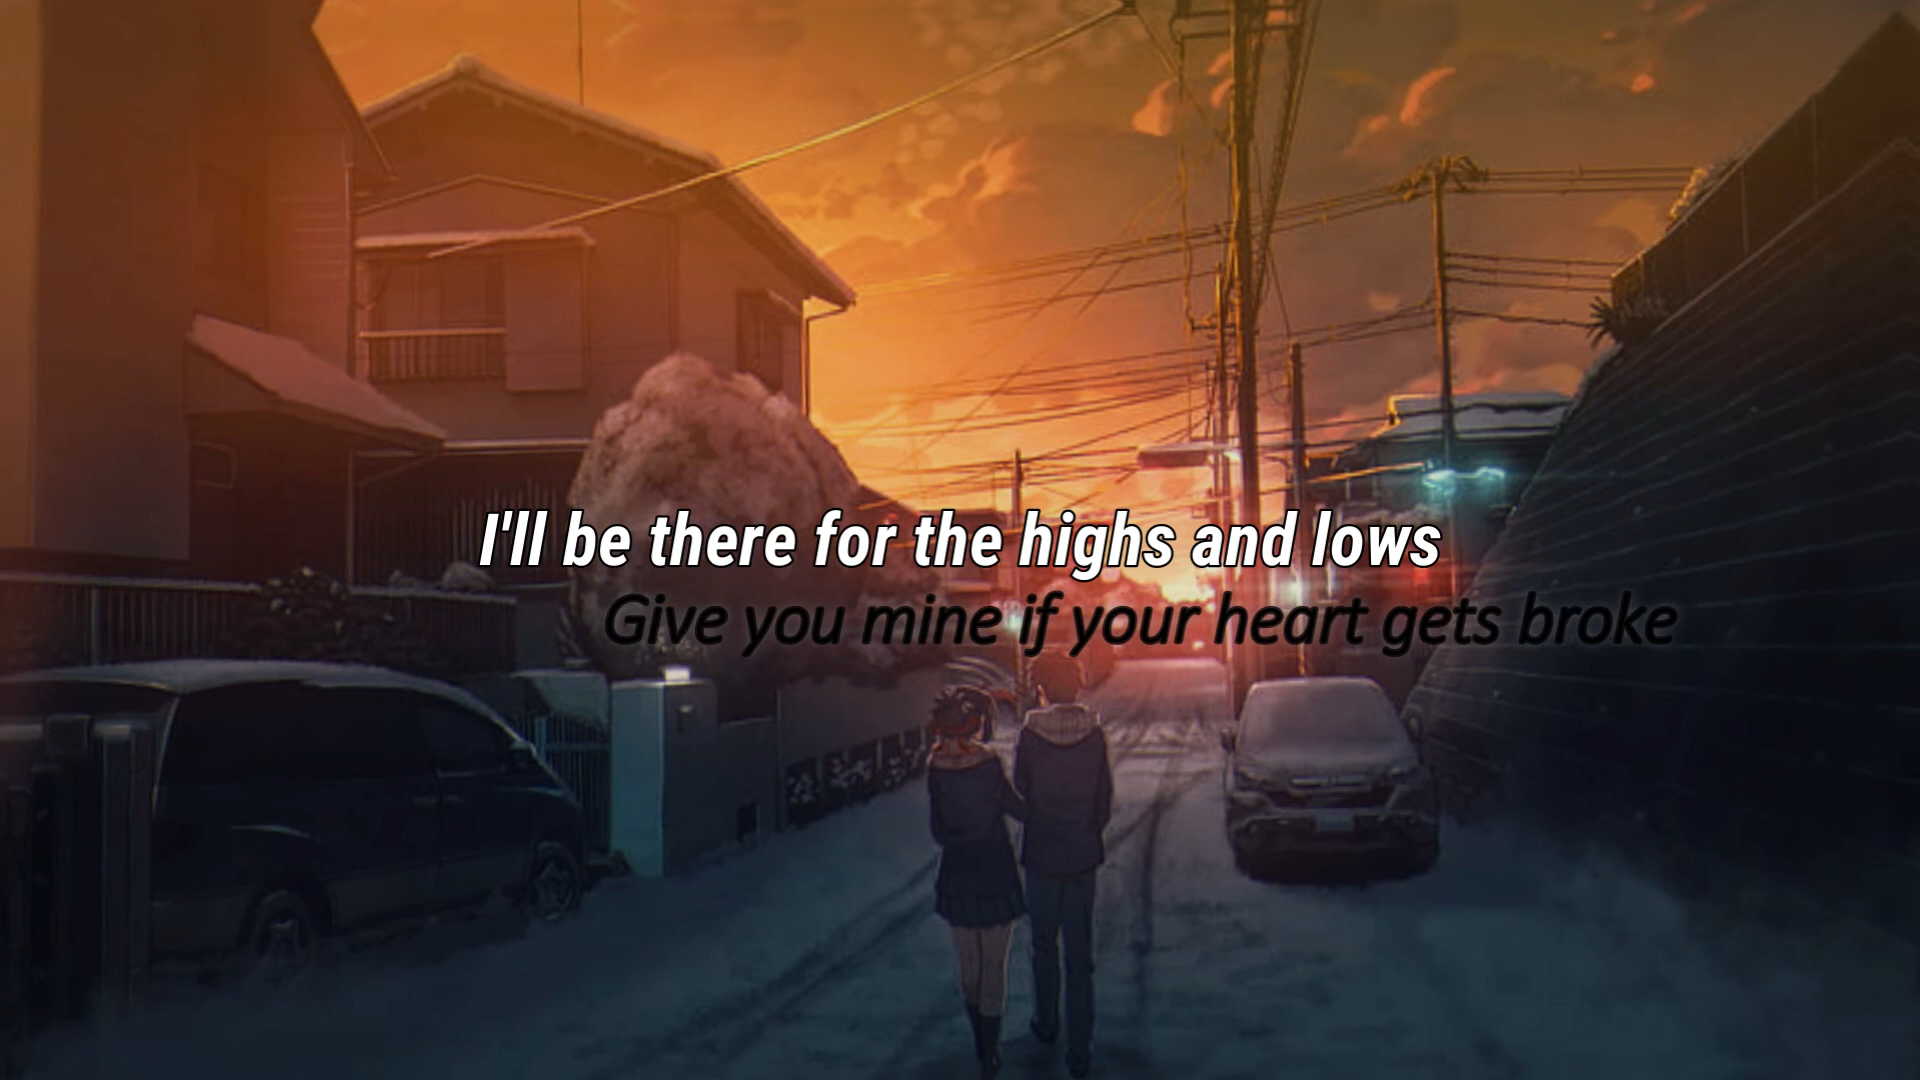 I'll be there for the highs and lows
Give you mine if your heart gets broke